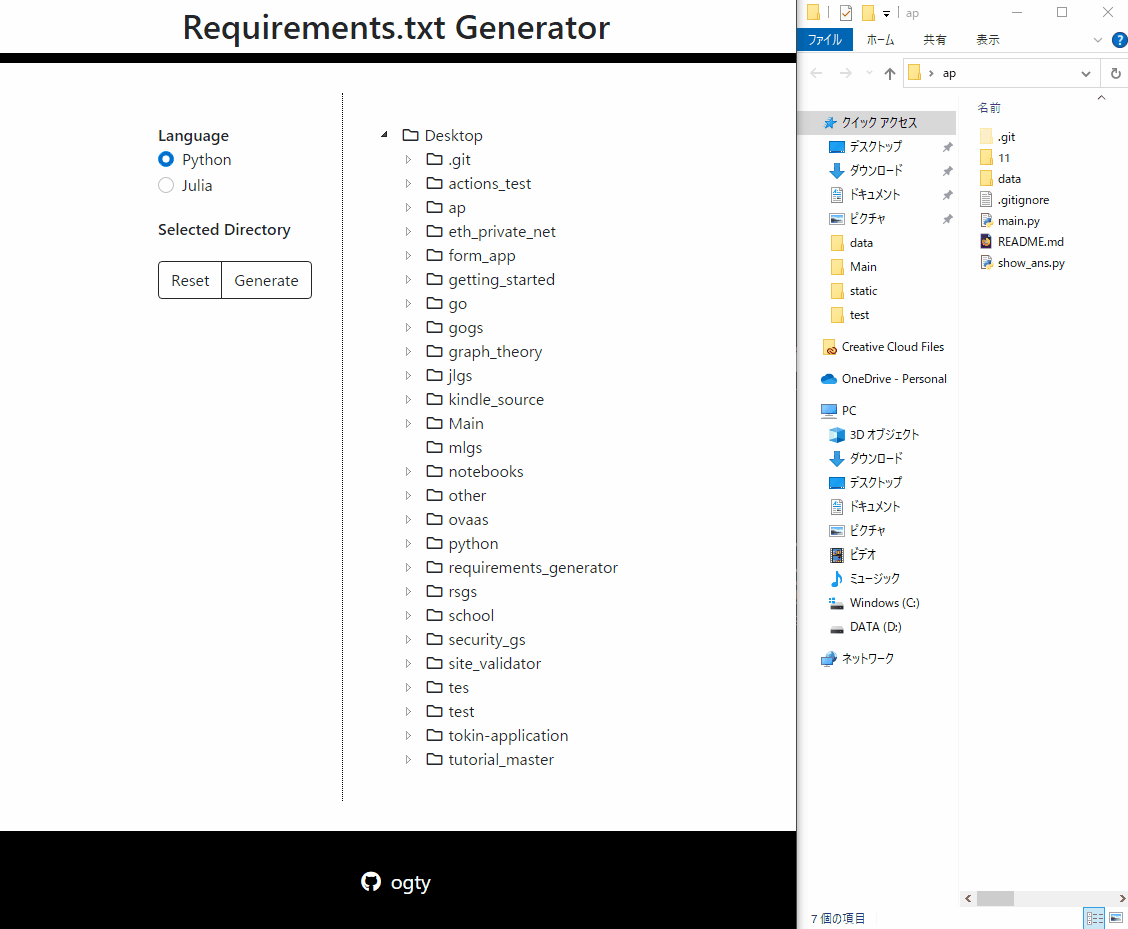 Requirements.txt Generator
Language
Python
Julia
Selected Directory
Reset
Generate
Desktop
.git
actions_test
ap
eth_private_net
form_app
getting_started
go
gogs
graph_theory
jlgs
kindle_source
Main
mlgs
notebooks
other
ovaas
python
requirements_generator
rsgs
school
security_gs
site_validator
tes
test
tokin-application
tutorial_master
ogty
ap
ファイル
ホーム
共有
表示
?
ap
クイック アクセス
デスクトップ
ダウンロード
ドキュメント
ピクチャ
data
Main
static
test
Creative Cloud Files
OneDrive - Personal
PC
3D オブジェクト
ダウンロード
デスクトップ
ドキュメント
ピクチャ
ビデオ
ミュージック
Windows (C:)
DATA (D:)
ネットワーク
名前
.git
11
data
.gitignore
main.py
README.md
show_ans.py
7 個の項目